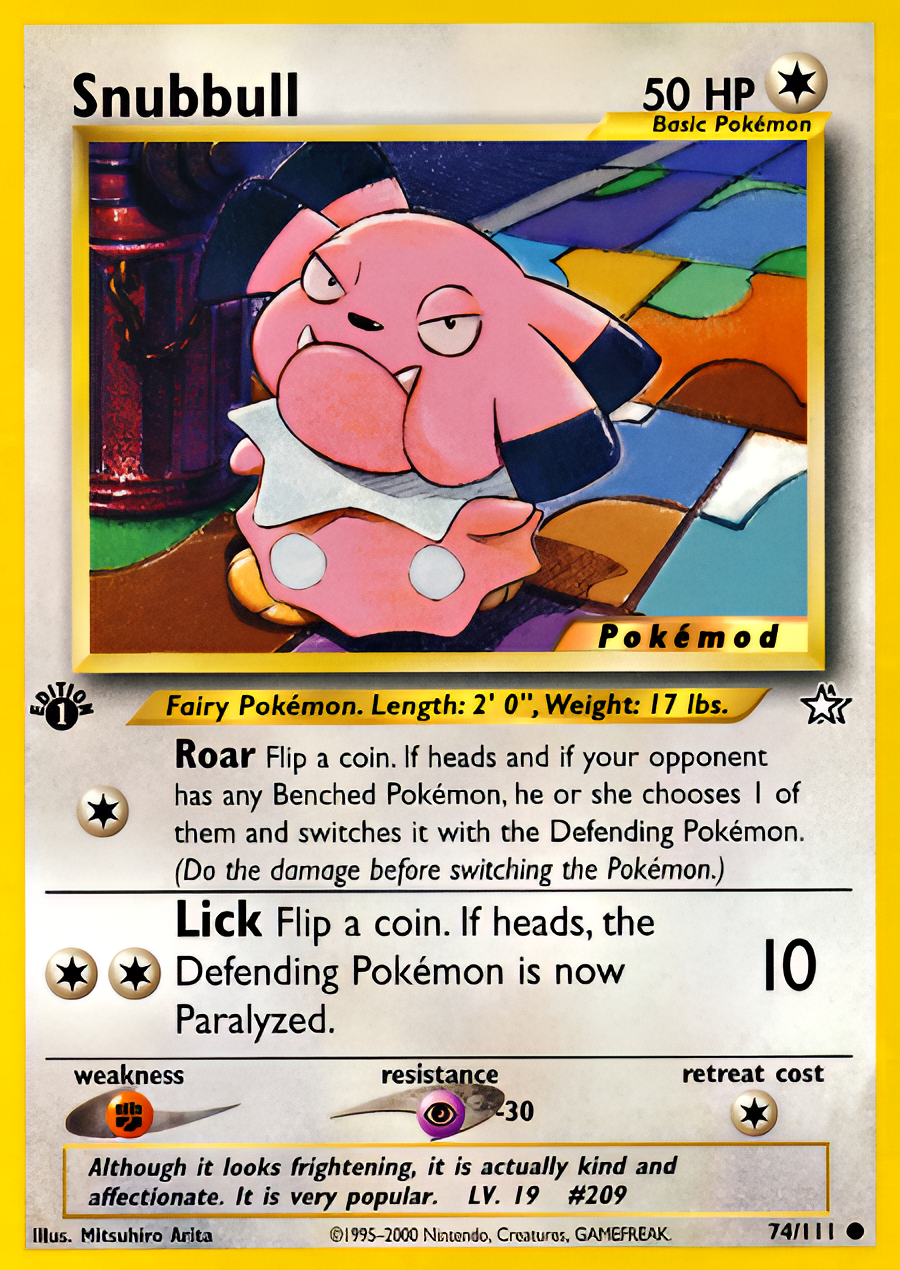 Snubbull
50 HP
Basic Pokémon
Pokémod
EDITION
1
Fairy Pokémon. Length: 2' 0", Weight: 17 lbs.
Roar Flip a coin. If heads and if your opponent
has any Benched Pokémon, he or she chooses 1 of
them and switches it with the Defending Pokémon.
(Do the damage before switching the Pokémon.)
Lick Flip a coin. If heads, the
Defending Pokémon is now
Paralyzed.
10
weakness
resistance
retreat cost
-30
Although it looks frightening, it is actually kind and
affectionate. It is very popular. LV. 19 #209
Illus. Mitsuhiro Arita
©1995-2000 Nintendo, Creatures, GAMEFREAK.
74/111